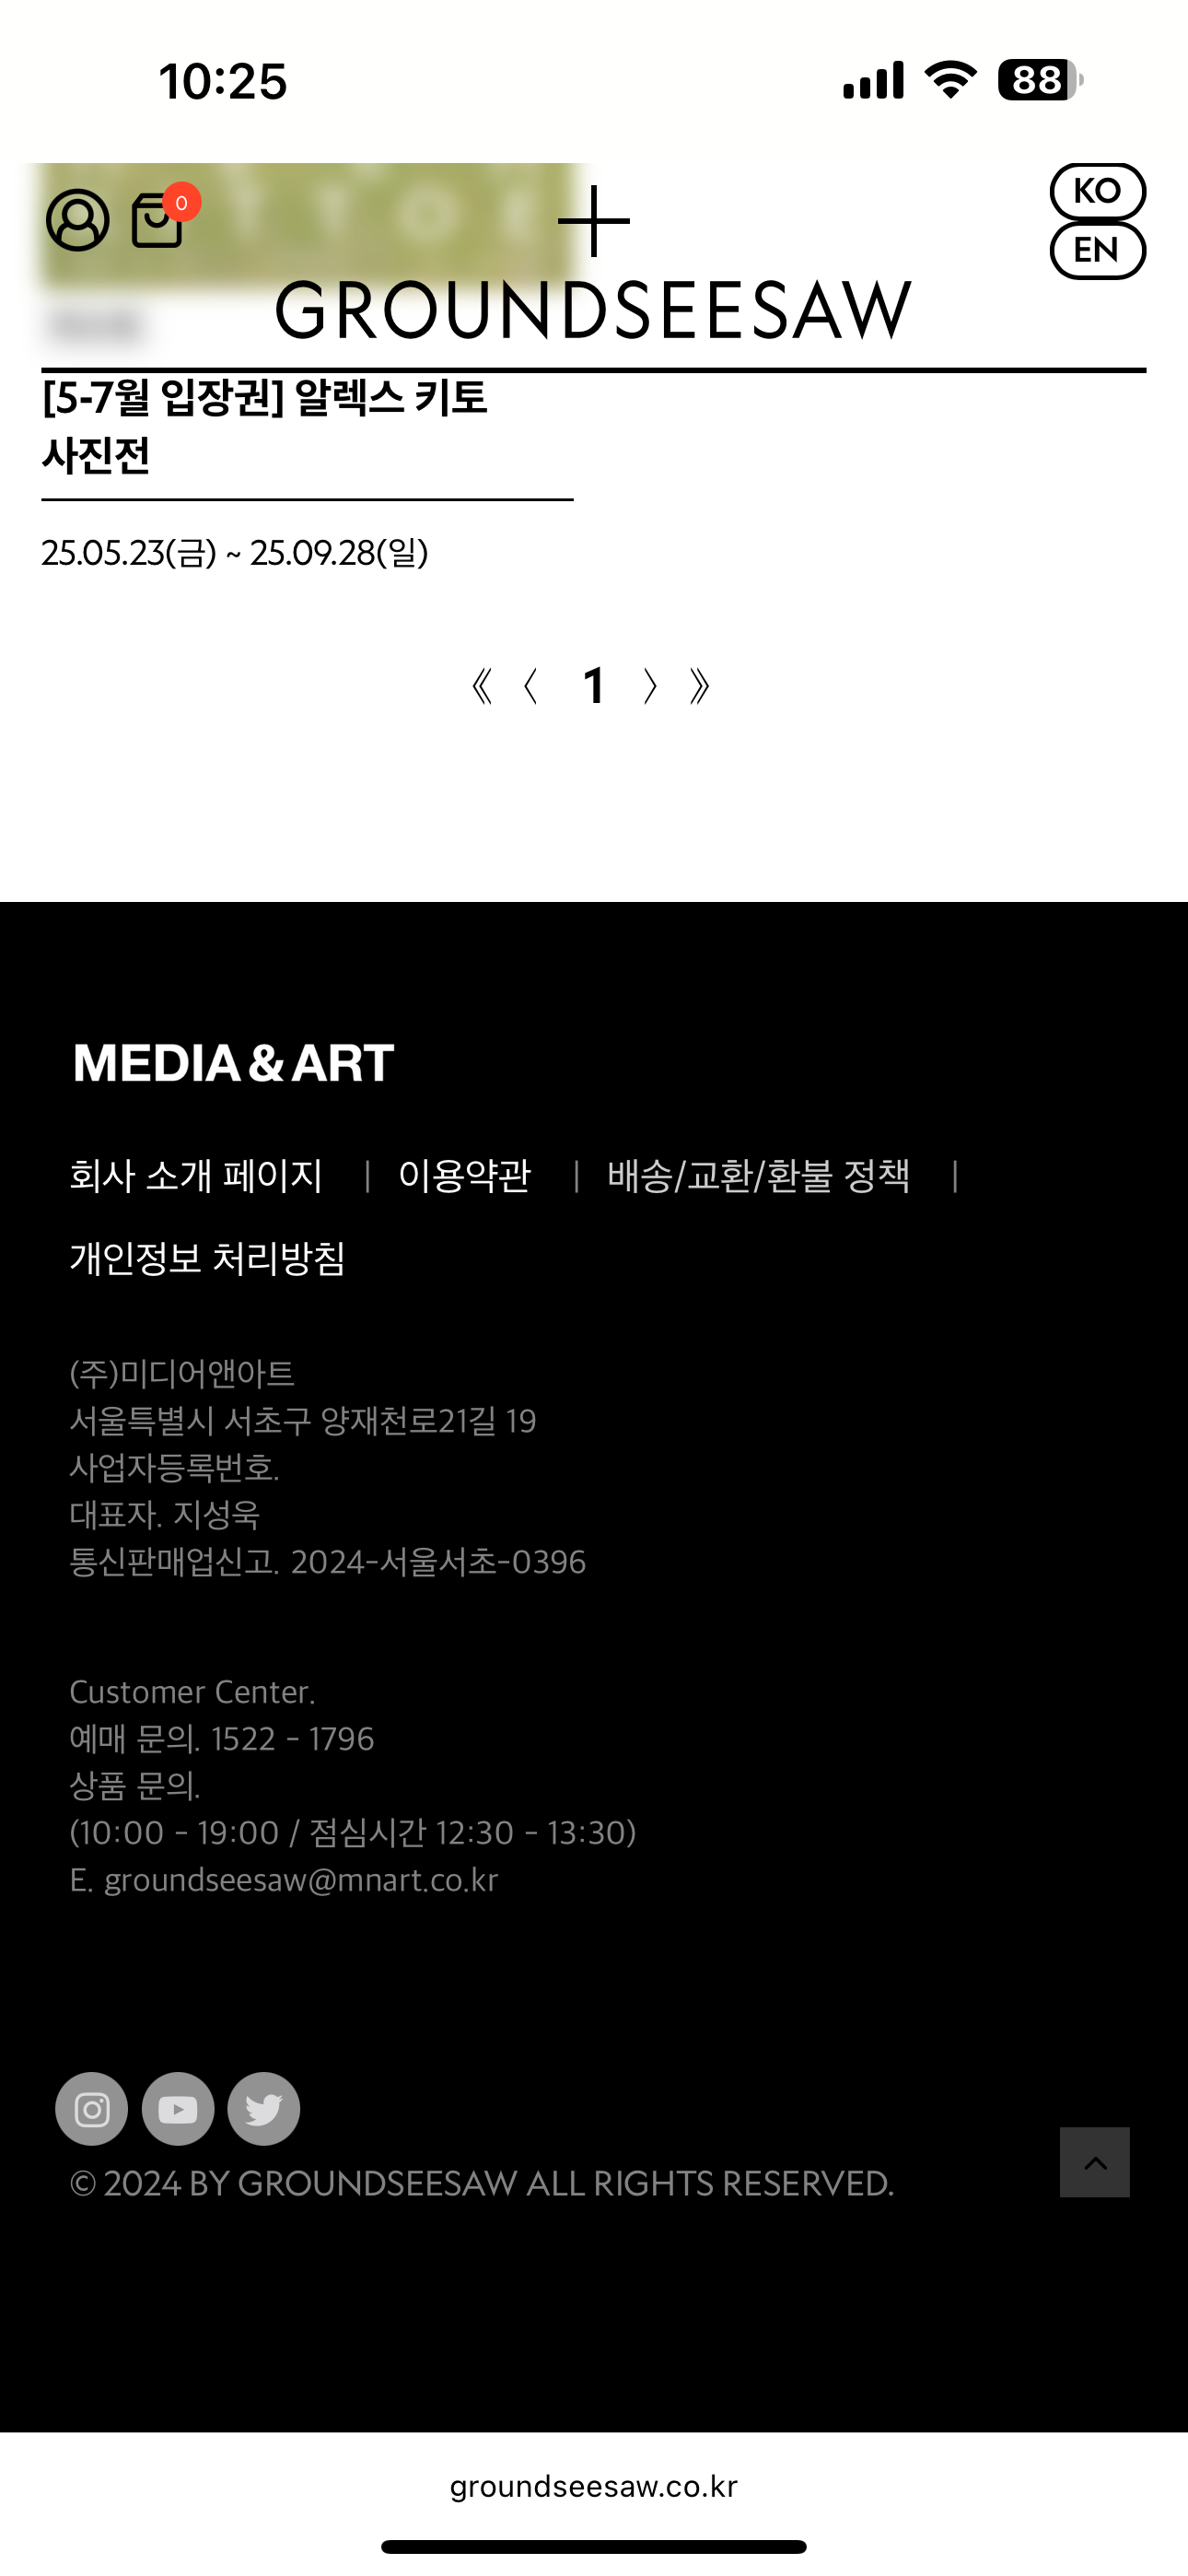 10:25
88
0
KO
EN
GROUNDSEESAW
[5-7월 입장권] 알렉스 키토
사진전
25.05.23(금) ~ 25.09.28(일)
《 〈 1 〉 》
MEDIA & ART
회사 소개 페이지 | 이용약관 | 배송/교환/환불 정책 |
개인정보 처리방침
(주)미디어앤아트
서울특별시 서초구 양재천로21길 19
사업자등록번호.
대표자. 지성욱
통신판매업신고. 2024-서울서초-0396
Customer Center.
예매 문의. 1522 - 1796
상품 문의.
(10:00 - 19:00 / 점심시간 12:30 - 13:30)
E. groundseesaw@mnart.co.kr
© 2024 BY GROUNDSEESAW ALL RIGHTS RESERVED.
groundseesaw.co.kr